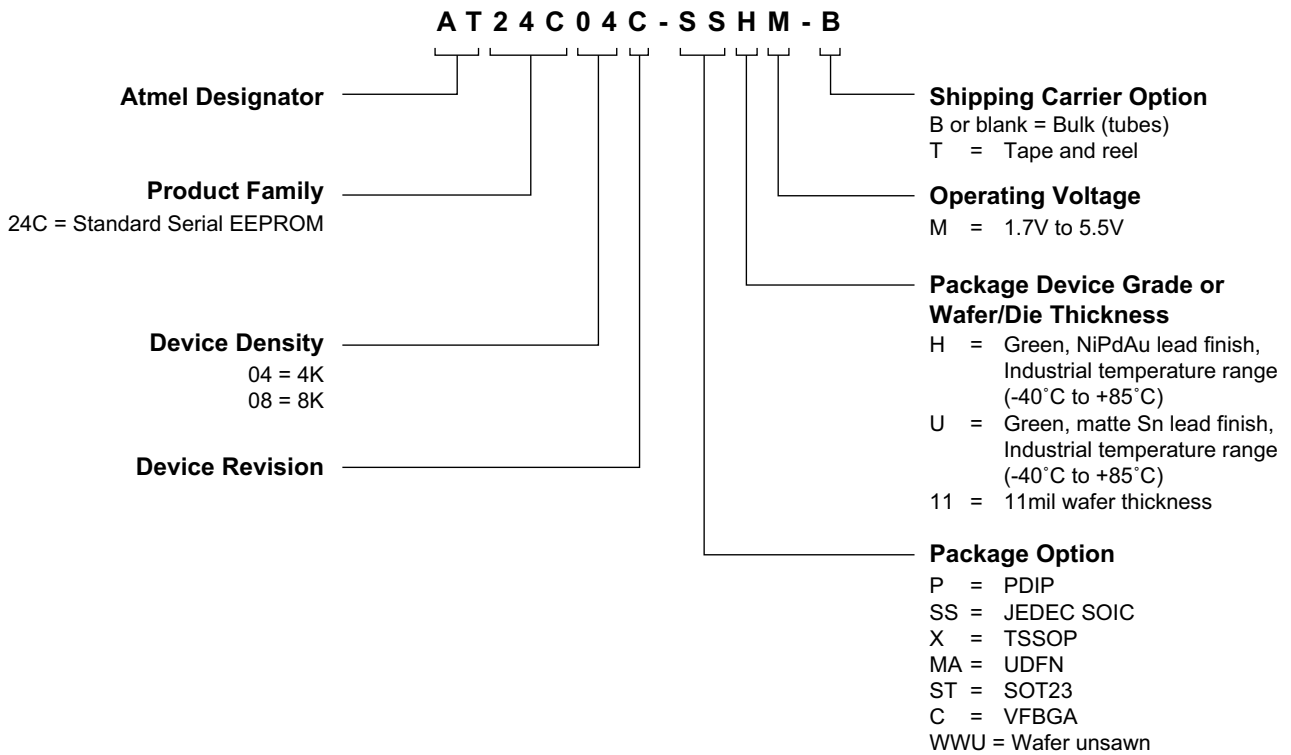 AT24C04C-SSHM-B
Atmel Designator
Product Family
24C = Standard Serial EEPROM
Device Density
04 = 4K
08 = 8K
Device Revision
Shipping Carrier Option
B or blank = Bulk (tubes)
T = Tape and reel
Operating Voltage
M = 1.7V to 5.5V
Package Device Grade or
Wafer/Die Thickness
H = Green, NiPdAu lead finish,
Industrial temperature range
(-40˚C to +85˚C)
U = Green, matte Sn lead finish,
Industrial temperature range
(-40˚C to +85˚C)
11 = 11mil wafer thickness
Package Option
P = PDIP
SS = JEDEC SOIC
X = TSSOP
MA = UDFN
ST = SOT23
C = VFBGA
WWU = Wafer unsawn